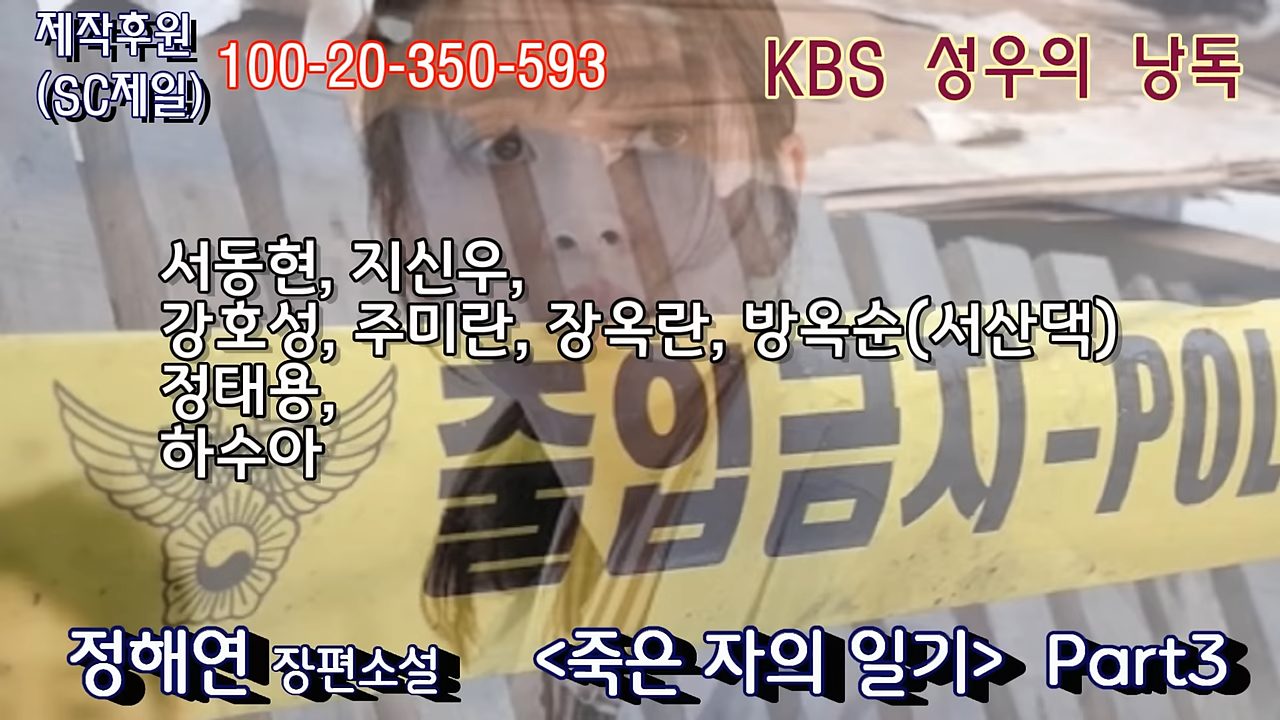 제작후원
(SC제일)
100-20-350-593
KBS 성우의 낭독
서동현, 지신우,
강호성, 주미란, 장옥란, 방옥순(서산댁)
정태용,
하수아
출입금지-POL
정해연 장편소설 <죽은 자의 일기> Part3